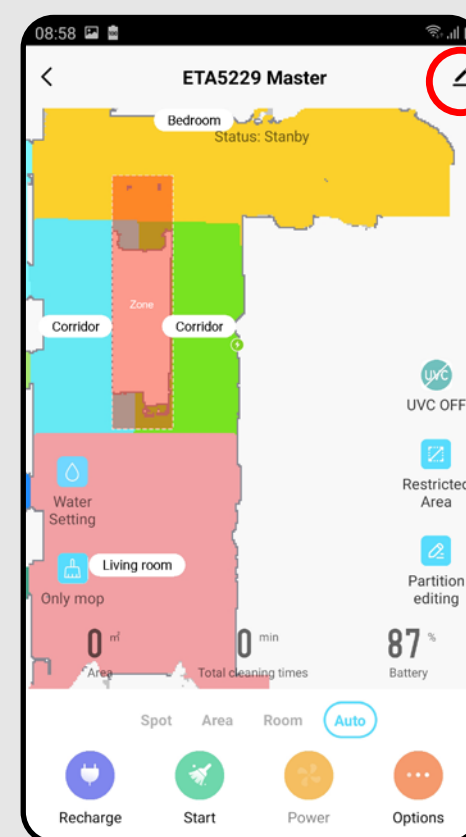 08:58
ETA5229 Master
Bedroom
Status: Stanby
Zone
Corridor
Corridor
UVC
UVC OFF
Water
Setting
Restricted
Area
Living room
Only mop
Partition
editing
0 ㎡
0 min
87 %
Area
Total cleaning times
Battery
Spot
Area
Room
Auto
Recharge
Start
Power
Options